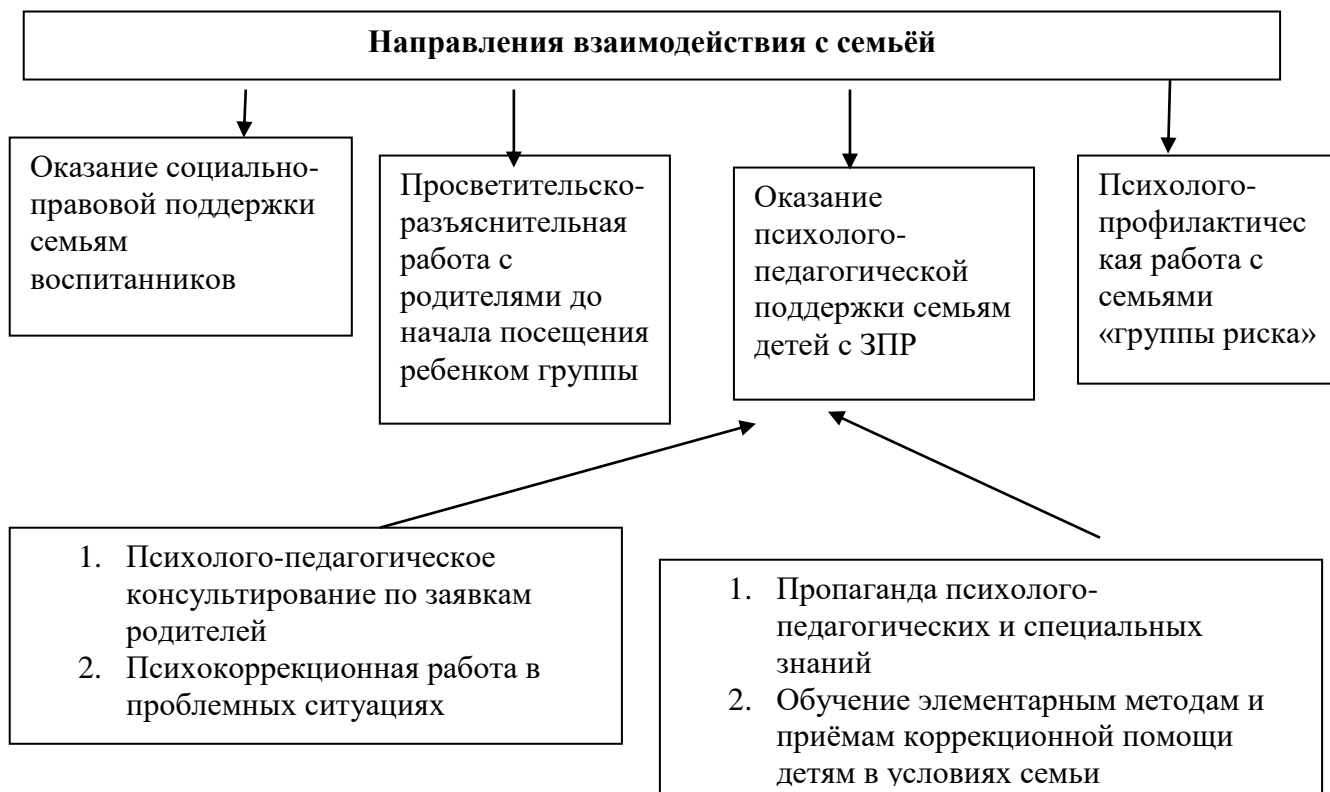 Направления взаимодействия с семьёй
Оказание социально-
правовой поддержки
семьям
воспитанников
Просветительско-
разъяснительная
работа с
родителями до
начала посещения
ребенком группы
Оказание
психолого-
педагогической
поддержки семьям
детей с ЗПР
Психолого-
профилактичес
кая работа с
семьями
«группы риска»
1. Психолого-педагогическое
консультирование по заявкам
родителей
2. Психокоррекционная работа в
проблемных ситуациях
1. Пропаганда психолого-
педагогических и специальных
знаний
2. Обучение элементарным методам и
приёмам коррекционной помощи
детям в условиях семьи